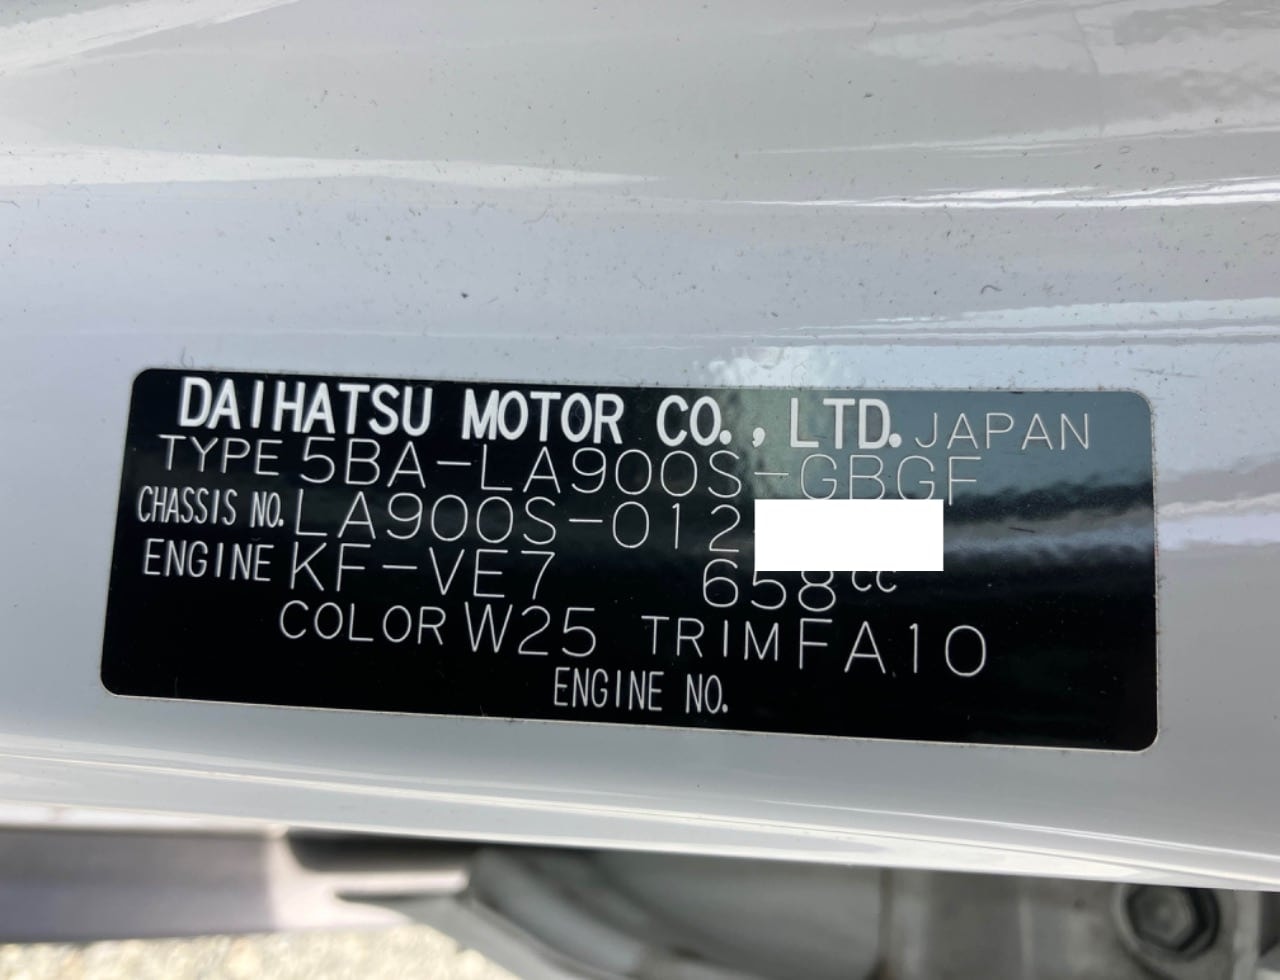 DAIHATSU MOTOR CO., LTD. JAPAN
TYPE 5BA-LA900S-GBGF
CHASSIS NO. LA900S-012
ENGINE KF-VE7 658cc
COLOR W25 TRIM FA10
ENGINE NO.